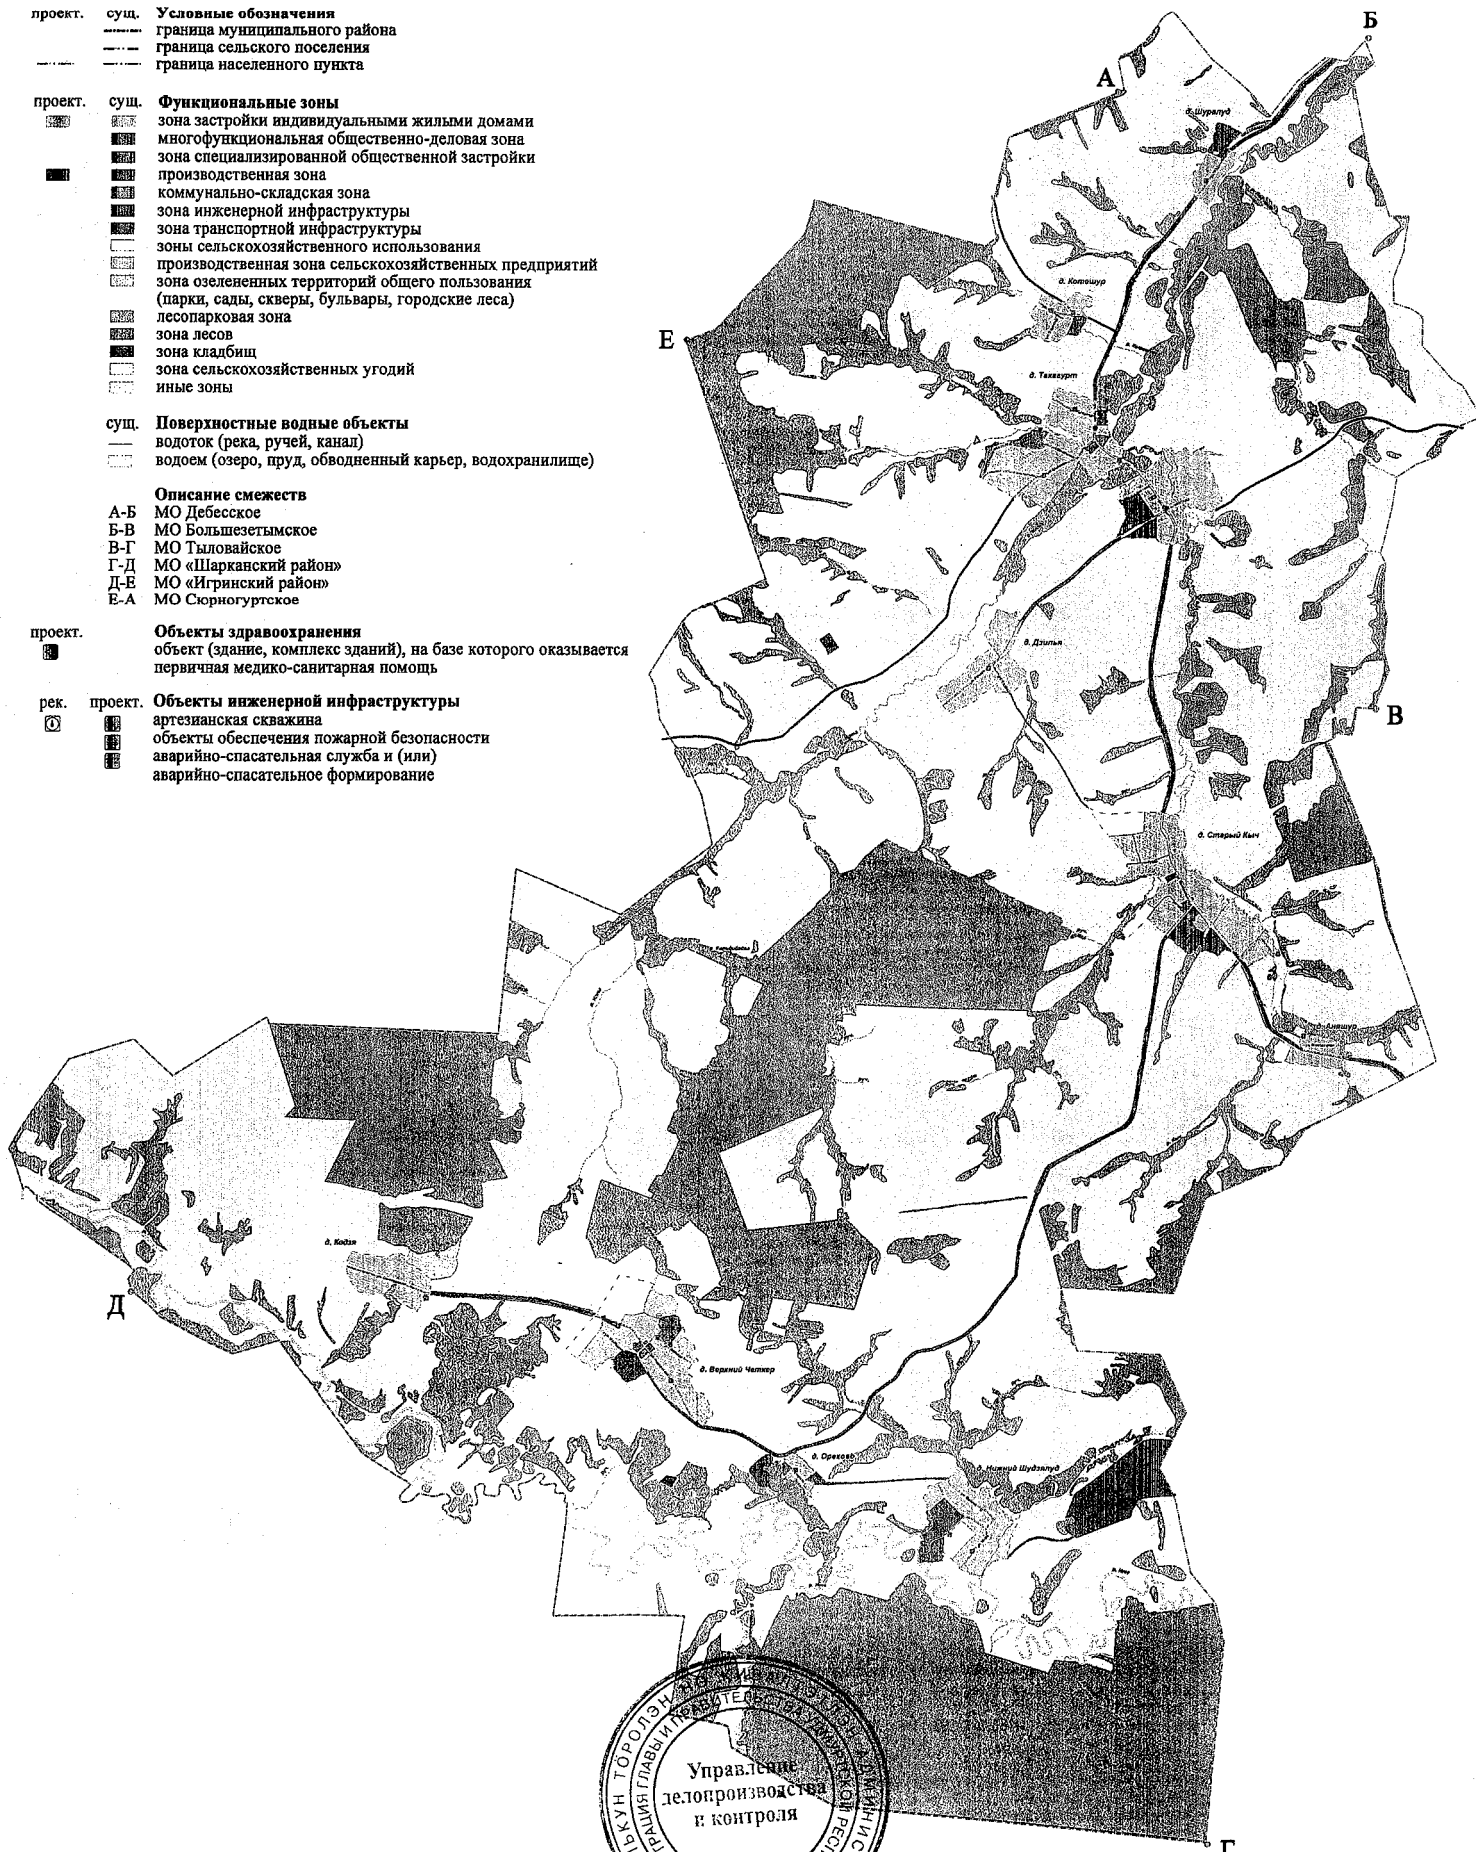 проект. сущ. Условные обозначения
граница муниципального района
граница сельского поселения
граница населенного пункта
проект. сущ. Функциональные зоны
зона застройки индивидуальными жилыми домами
многофункциональная общественно-деловая зона
зона специализированной общественной застройки
производственная зона
коммунально-складская зона
зона инженерной инфраструктуры
зона транспортной инфраструктуры
зоны сельскохозяйственного использования
производственная зона сельскохозяйственных предприятий
зона озелененных территорий общего пользования
(парки, сады, скверы, бульвары, городские леса)
лесопарковая зона
зона лесов
зона кладбищ
зона сельскохозяйственных угодий
иные зоны
сущ. Поверхностные водные объекты
водоток (река, ручей, канал)
водоем (озеро, пруд, обводненный карьер, водохранилище)
Описание смежеств
А-Б МО Дебесское
Б-В МО Большезетымское
В-Г МО Тыловайское
Г-Д МО «Шарканский район»
Д-Е МО «Игринский район»
Е-А МО Сюрногуртское
проект. Объекты здравоохранения
объект (здание, комплекс зданий), на базе которого оказывается
первичная медико-санитарная помощь
рек. проект. Объекты инженерной инфраструктуры
артезианская скважина
объекты обеспечения пожарной безопасности
аварийно-спасательная служба и (или)
аварийно-спасательное формирование
Б
А
д. Шуралуд
д. Котошур
Е
д. Такагурт
д. Дзилья
В
д. Старый Кыч
д. Анашур
д. Кодзя
Д
д. Верхний Четкер
д. Орехово
д. Нижний Шудзялуд
Управление
делопроизводства
и контроля
Г